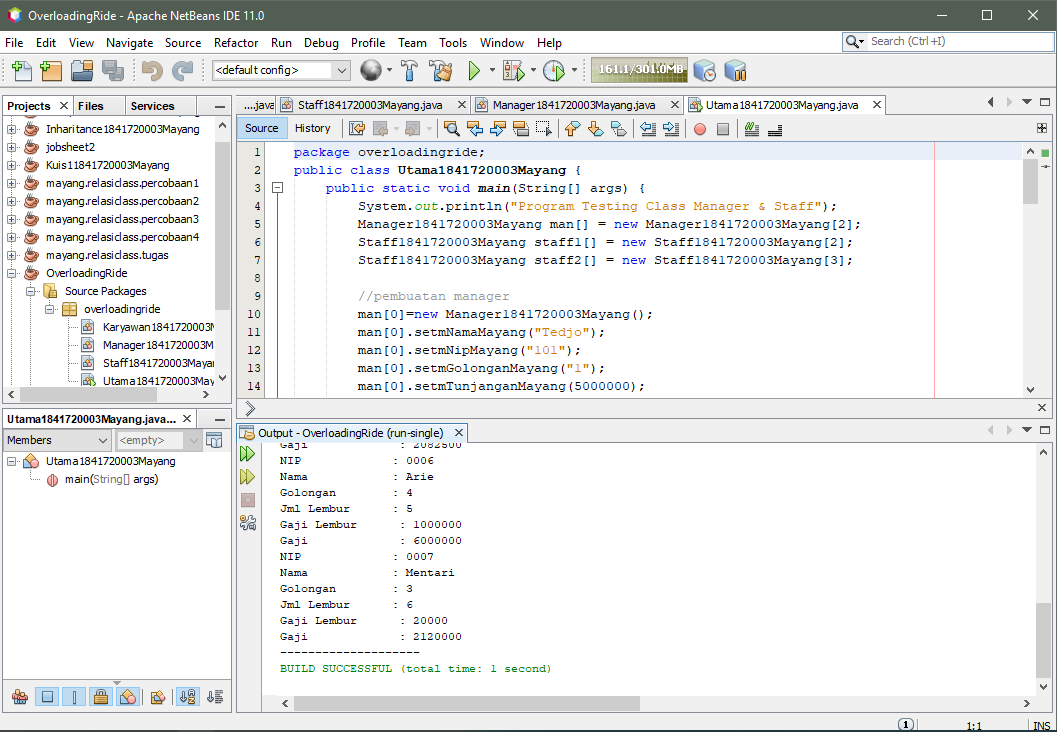 OverloadingRide - Apache NetBeans IDE 11.0
File Edit View Navigate Source Refactor Run Debug Profile Team Tools Window Help
Search (Ctrl+I)
<default config>
161.1/301.0MB
Projects Files Services
Inheritance1841720003Mayang
jobsheet2
Kuis11841720003Mayang
mayang.relasiclass.percobaan1
mayang.relasiclass.percobaan2
mayang.relasiclass.percobaan3
mayang.relasiclass.percobaan4
mayang.relasiclass.tugas
OverloadingRide
Source Packages
overloadingride
Karyawan1841720003M
Manager1841720003M
Staff1841720003Mayan
Utama1841720003May
Utama1841720003Mayang.java...
Members
<empty>
Utama1841720003Mayang
main(String[] args)
....java Staff1841720003Mayang.java Manager1841720003Mayang.java Utama1841720003Mayang.java
Source History
1 package overloadingride;
2 public class Utama1841720003Mayang {
3 public static void main(String[] args) {
4 System.out.println("Program Testing Class Manager & Staff");
5 Manager1841720003Mayang man[] = new Manager1841720003Mayang[2];
6 Staff1841720003Mayang staff1[] = new Staff1841720003Mayang[2];
7 Staff1841720003Mayang staff2[] = new Staff1841720003Mayang[3];
8
9 //pembuatan manager
10 man[0]=new Manager1841720003Mayang();
11 man[0].setmNamaMayang("Tedjo");
12 man[0].setmNipMayang("101");
13 man[0].setmGolonganMayang("1");
14 man[0].setmTunjanganMayang(5000000);
Output - OverloadingRide (run-single)
Gaji : 2082500
NIP : 0006
Nama : Arie
Golongan : 4
Jml Lembur : 5
Gaji Lembur : 1000000
Gaji : 6000000
NIP : 0007
Nama : Mentari
Golongan : 3
Jml Lembur : 6
Gaji Lembur : 20000
Gaji : 2120000
--------------------
BUILD SUCCESSFUL (total time: 1 second)
1 1:1 INS